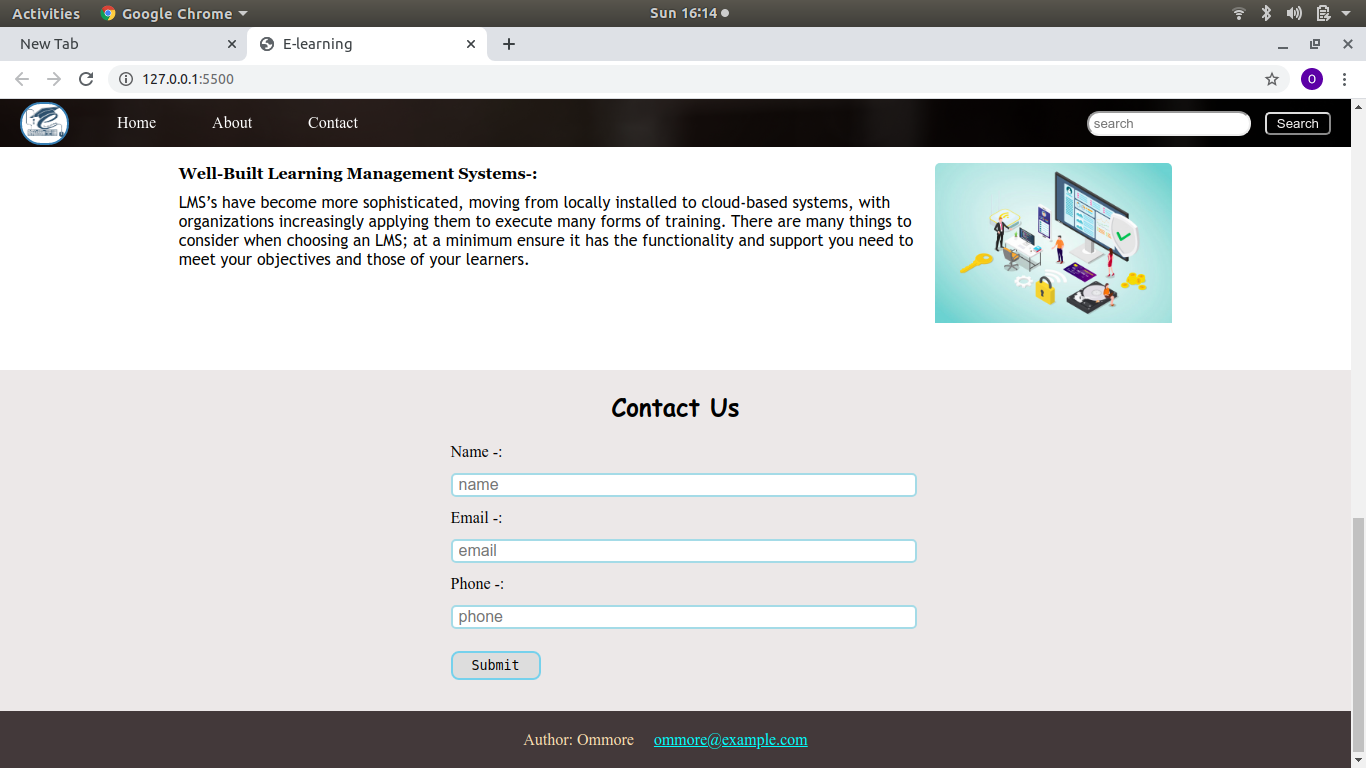 Activities Google Chrome Sun 16:14
New Tab E-learning
127.0.0.1:5500 O
Home About Contact search Search
Well-Built Learning Management Systems-:
LMS’s have become more sophisticated, moving from locally installed to cloud-based systems, with
organizations increasingly applying them to execute many forms of training. There are many things to
consider when choosing an LMS; at a minimum ensure it has the functionality and support you need to
meet your objectives and those of your learners.
Contact Us
Name -:
name
Email -:
email
Phone -:
phone
Submit
Author: Ommore ommore@example.com